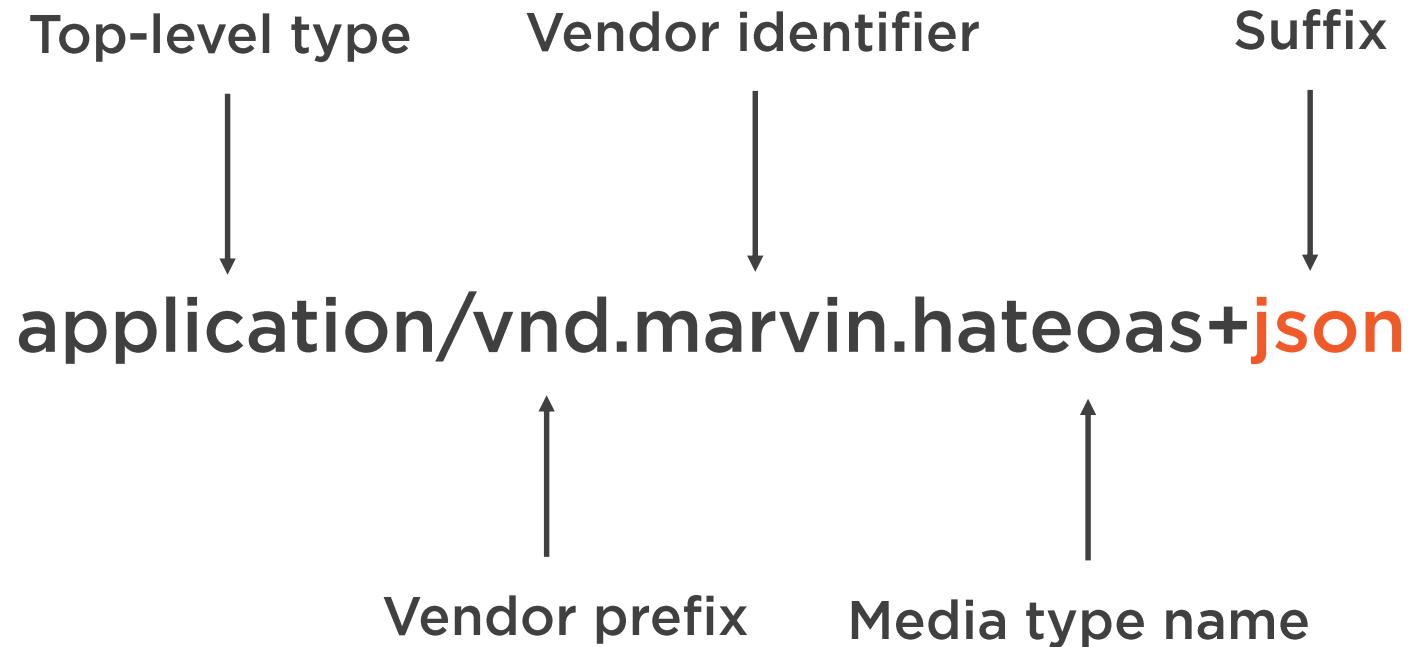 Top-level type
Vendor identifier
Suffix
application/vnd.marvin.hateoas+json
Vendor prefix
Media type name